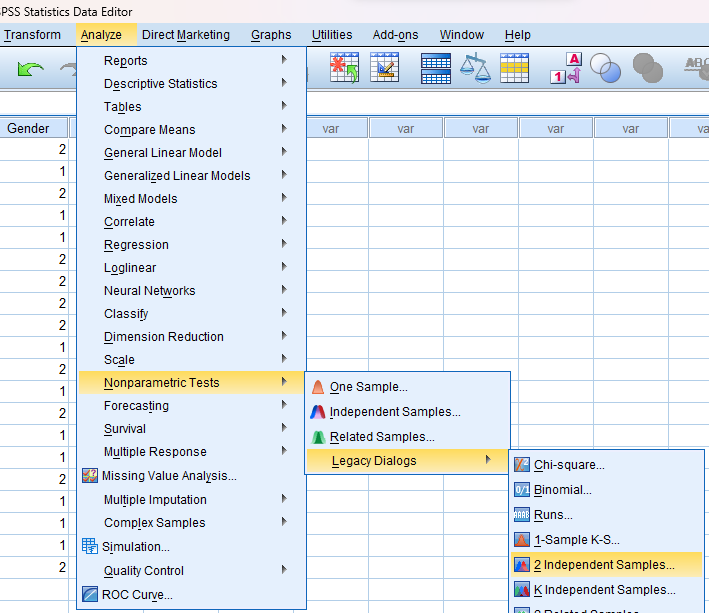 PSS Statistics Data Editor
Transform Analyze Direct Marketing Graphs Utilities Add-ons Window Help
1 A
ABC
Gender var var var var var va
2
1
2
1
1
2
2
2
2
1
2
1
2
1
1
2
1
1
1
2
Reports
Descriptive Statistics
Tables
Compare Means
General Linear Model
Generalized Linear Models
Mixed Models
Correlate
Regression
Loglinear
Neural Networks
Classify
Dimension Reduction
Scale
Nonparametric Tests
Forecasting
Survival
Multiple Response
Missing Value Analysis...
Multiple Imputation
Complex Samples
Simulation...
Quality Control
ROC Curve...
One Sample...
Independent Samples...
Related Samples...
Legacy Dialogs
Chi-square...
0/1 Binomial...
AAAB Runs...
1-Sample K-S...
2 Independent Samples...
K Independent Samples...